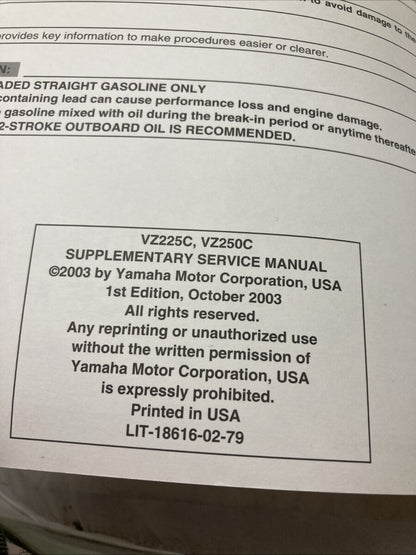 to avoid damage to the
provides key information to make procedures easier or clearer.
N:
ADED STRAIGHT GASOLINE ONLY
containing lead can cause performance loss and engine damage.
gasoline mixed with oil during the break-in period or anytime thereafte
2-STROKE OUTBOARD OIL IS RECOMMENDED.
VZ225C, VZ250C
SUPPLEMENTARY SERVICE MANUAL
©2003 by Yamaha Motor Corporation, USA
1st Edition, October 2003
All rights reserved.
Any reprinting or unauthorized use
without the written permission of
Yamaha Motor Corporation, USA
is expressly prohibited.
Printed in USA
LIT-18616-02-79